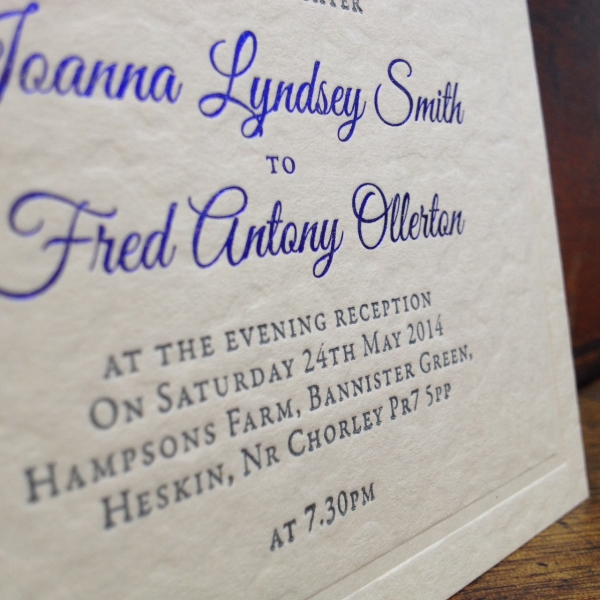 Joanna Lyndsey Smith
TO
Fred Antony Ollerton
AT THE EVENING RECEPTION
ON SATURDAY 24TH MAY 2014
HAMPSONS FARM, BANNISTER GREEN,
HESKIN, NR CHORLEY PR7 5PP
AT 7.30PM